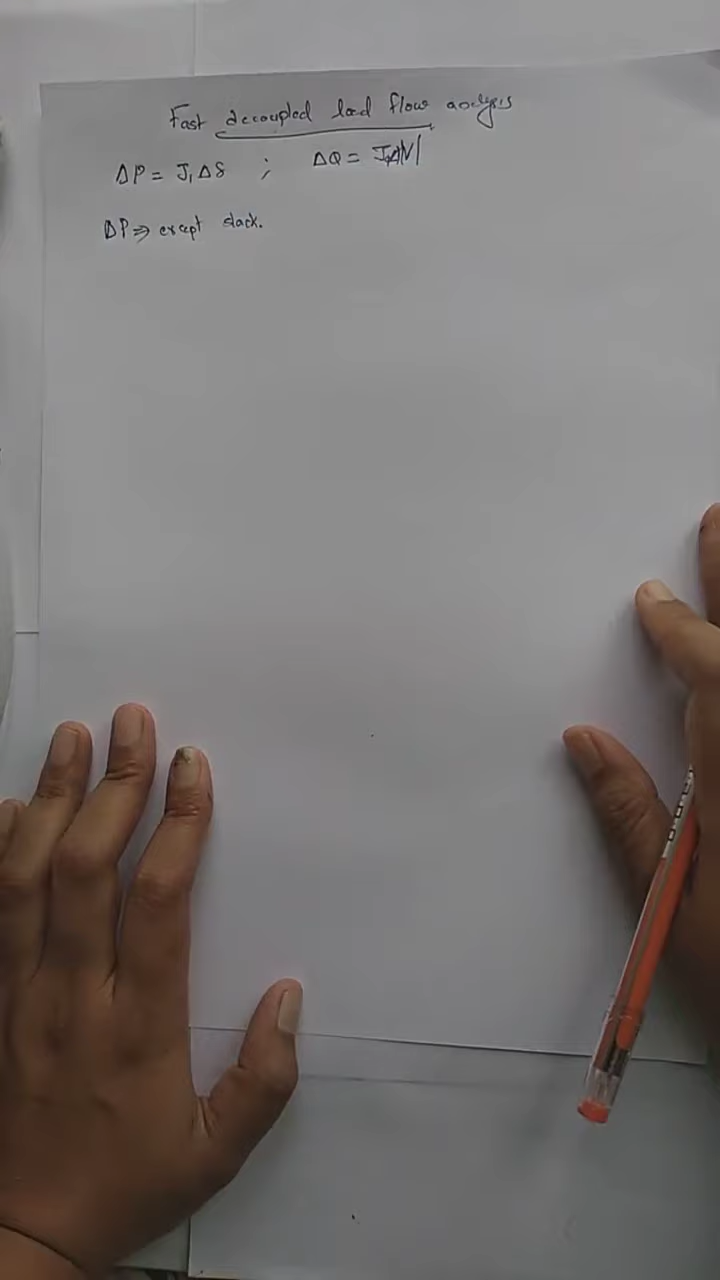 Fast decoupled load flow analysis
ΔP = J₁Δδ ; ΔQ = J₄Δ|V|
ΔP ⇒ except slack.